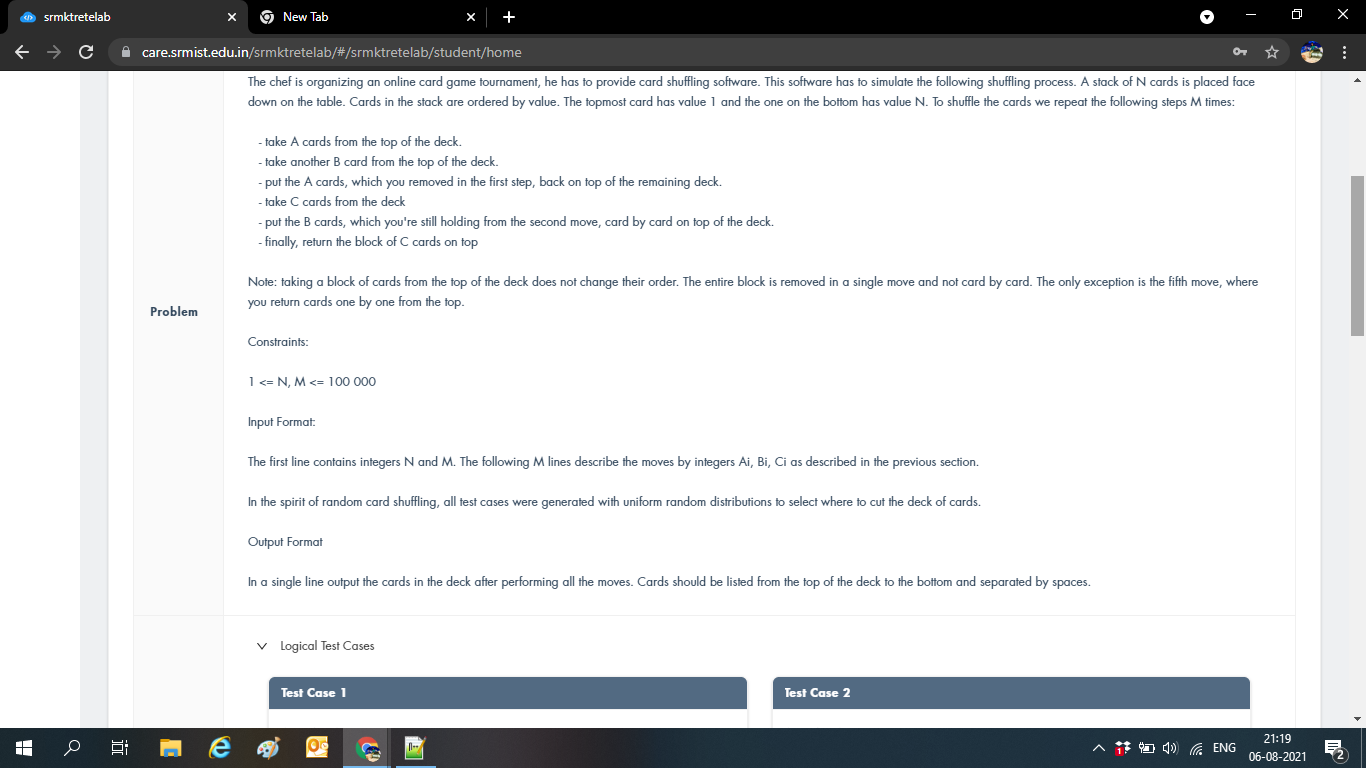 srmktretelab
New Tab
care.srmist.edu.in/srmktretelab/#/srmktretelab/student/home
The chef is organizing an online card game tournament, he has to provide card shuffling software. This software has to simulate the following shuffling process. A stack of N cards is placed face
down on the table. Cards in the stack are ordered by value. The topmost card has value 1 and the one on the bottom has value N. To shuffle the cards we repeat the following steps M times:
- take A cards from the top of the deck.
- take another B card from the top of the deck.
- put the A cards, which you removed in the first step, back on top of the remaining deck.
- take C cards from the deck
- put the B cards, which you're still holding from the second move, card by card on top of the deck.
- finally, return the block of C cards on top
Note: taking a block of cards from the top of the deck does not change their order. The entire block is removed in a single move and not card by card. The only exception is the fifth move, where
you return cards one by one from the top.
Problem
Constraints:
1 <= N, M <= 100 000
Input Format:
The first line contains integers N and M. The following M lines describe the moves by integers Ai, Bi, Ci as described in the previous section.
In the spirit of random card shuffling, all test cases were generated with uniform random distributions to select where to cut the deck of cards.
Output Format
In a single line output the cards in the deck after performing all the moves. Cards should be listed from the top of the deck to the bottom and separated by spaces.
Logical Test Cases
Test Case 1
Test Case 2
ENG
21:19
06-08-2021
2